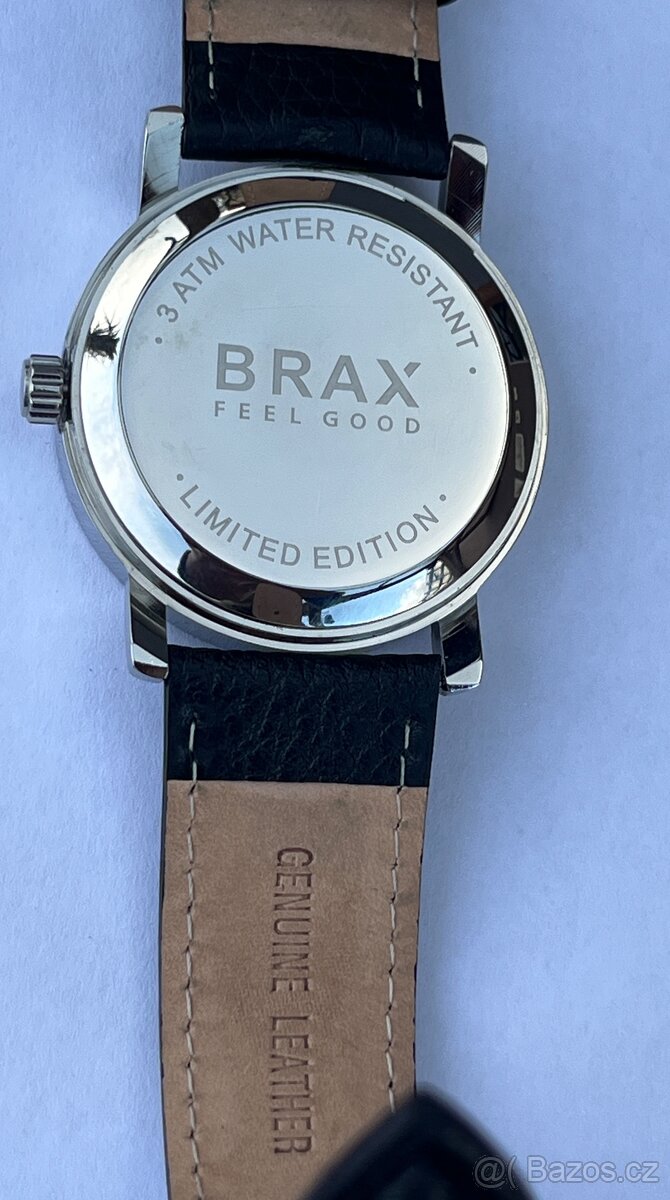 · 3 ATM WATER RESISTANT ·
BRAX
FEEL GOOD
· LIMITED EDITION ·
GENUINE LEATHER
@( Bazos.cz